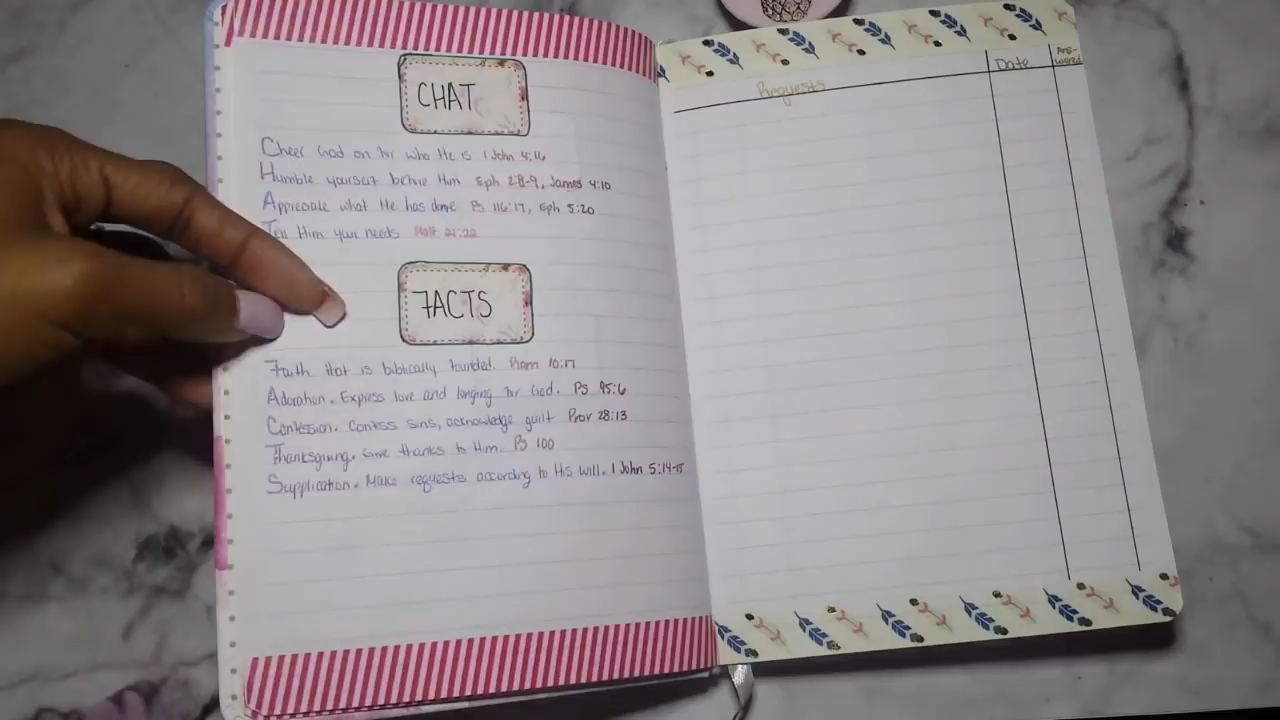 CHAT
Cheer God on for who He is 1 John 4:16
Humble yourself before Him Eph 2:8-9, James 4:10
Appreciate what He has done Ps 116:17, Eph 5:20
Tell Him your needs Matt 21:22
FACTS
Faith that is biblically founded. Rom 10:17
Adoration. Express love and longing for God. Ps 95:6
Confession. Confess sins, acknowledge guilt Prov 28:13
Thanksgiving. Give thanks to Him. Ps 100
Supplication. Make requests according to His will. 1 John 5:14-15
Requests
Date
Ans-
wered